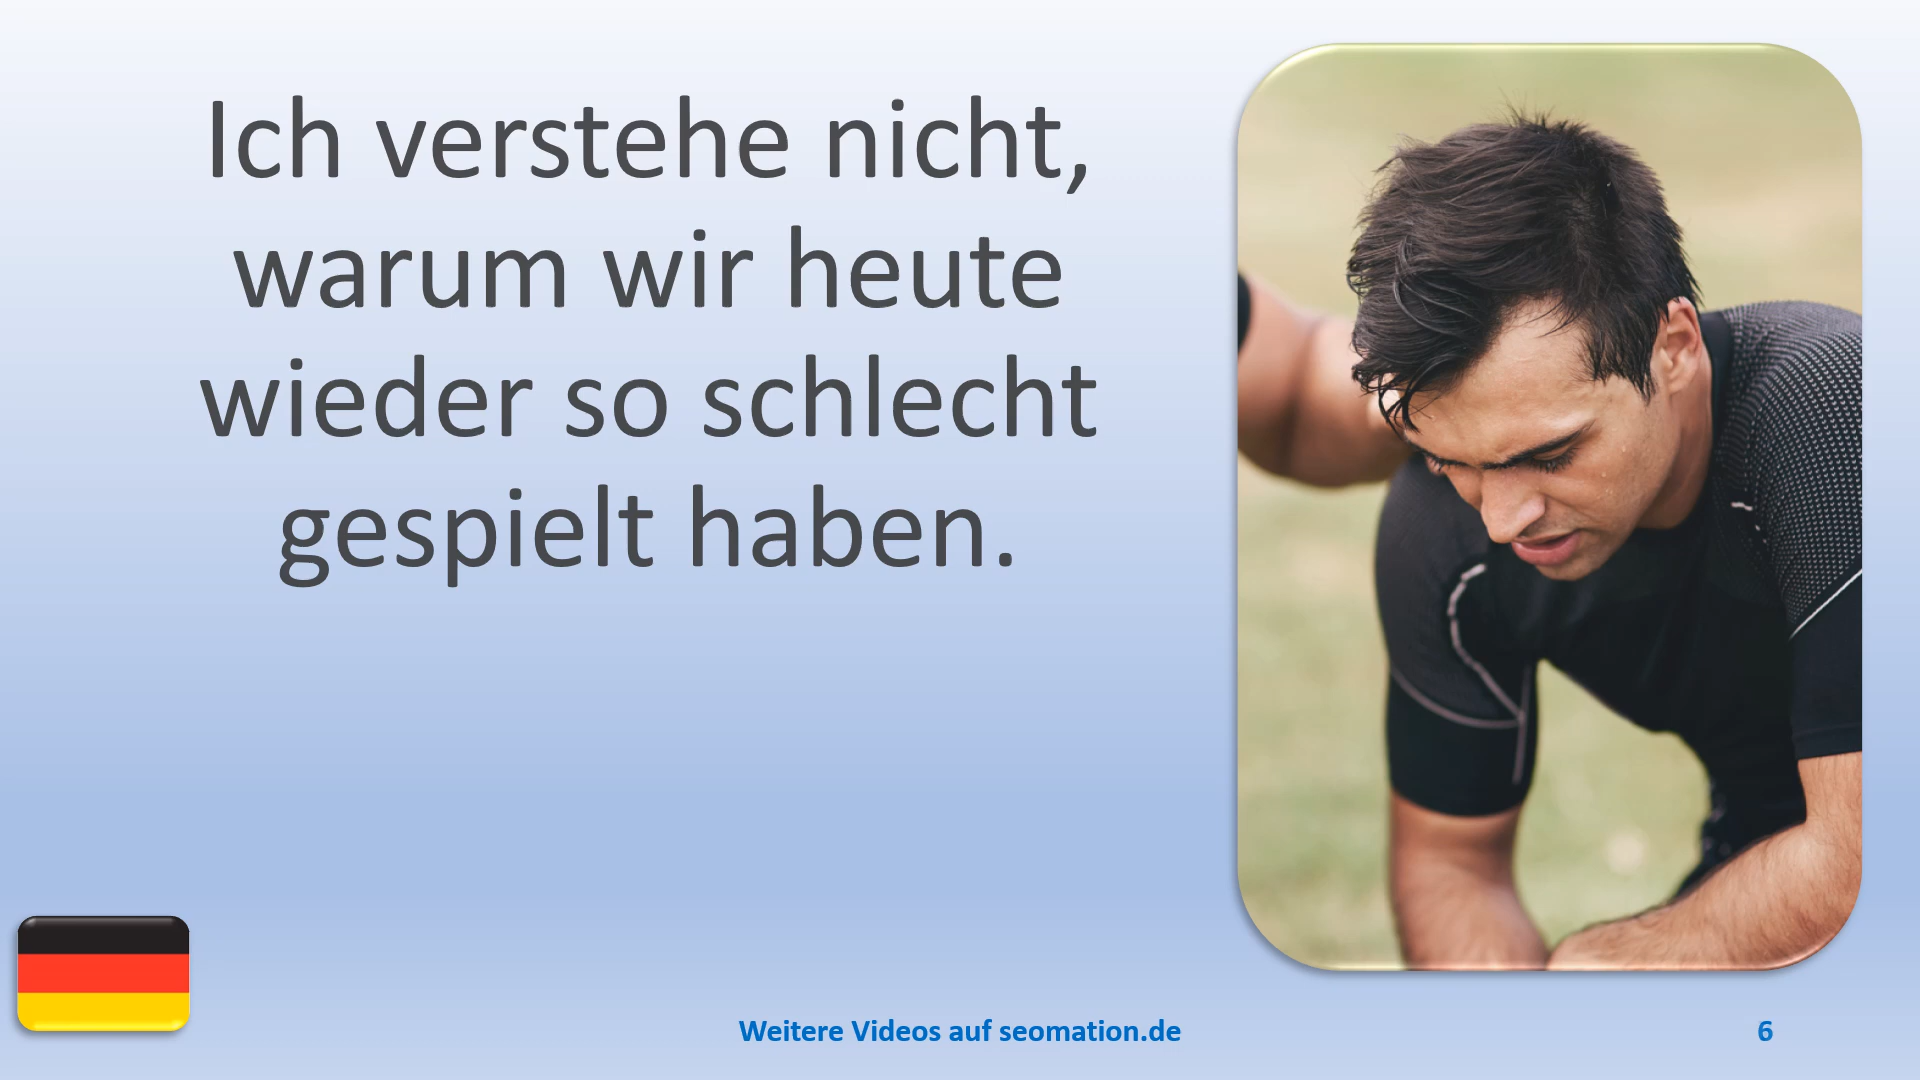 Ich verstehe nicht,
warum wir heute
wieder so schlecht
gespielt haben.
Weitere Videos auf seomation.de
6